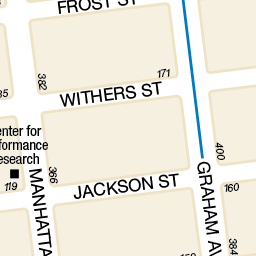 FROST ST
382
171
WITHERS ST
enter for
formance
esearch
119
366
MANHATTA
JACKSON ST
400
160
GRAHAM AV
384